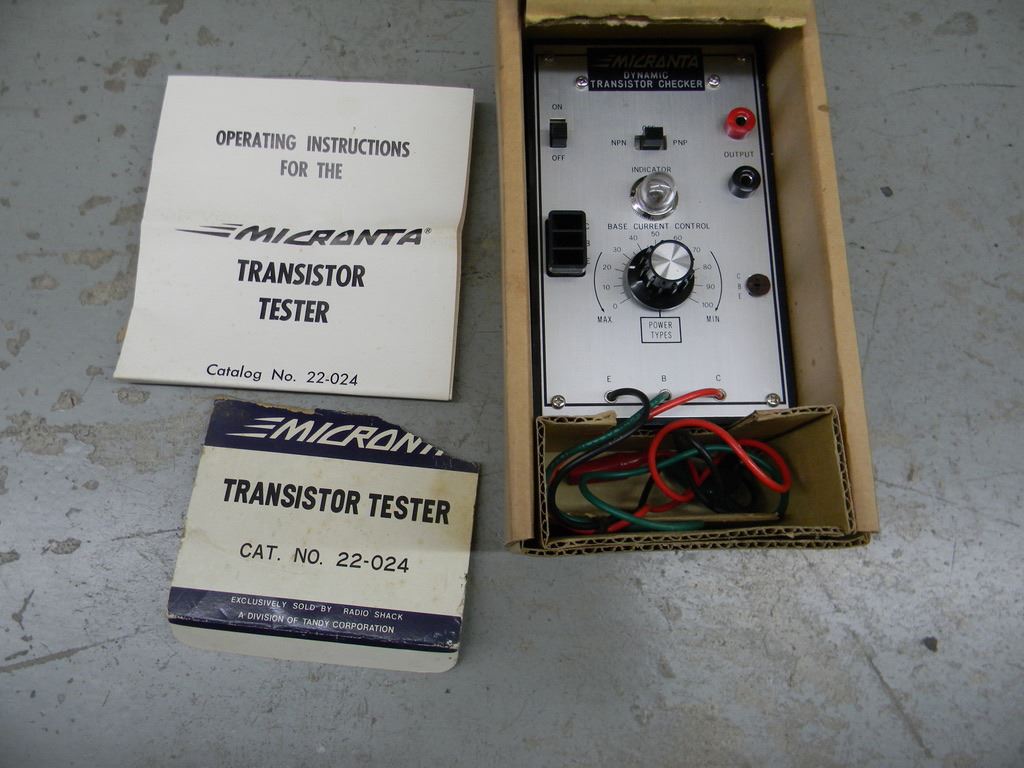 OPERATING INSTRUCTIONS
FOR THE
MICRONTA®
TRANSISTOR
TESTER
Catalog No. 22-024
MICRONT
TRANSISTOR TESTER
CAT. NO. 22-024
EXCLUSIVELY SOLD BY RADIO SHACK
A DIVISION OF TANDY CORPORATION
MICRONTA
DYNAMIC
TRANSISTOR CHECKER
ON
OFF
NPN
PNP
OUTPUT
INDICATOR
BASE CURRENT CONTROL
0 10 20 30 40 50 60 70 80 90 100
MAX
MIN
POWER
TYPES
C
B
E
E B C